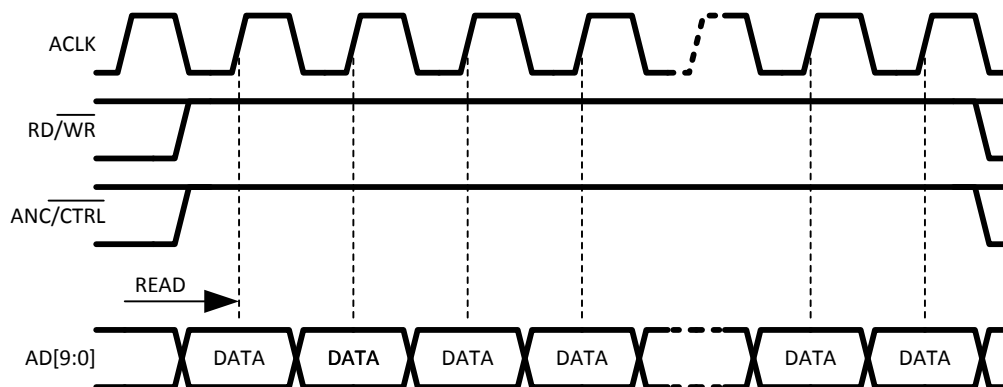 ACLK
RD/WR
ANC/CTRL
READ
AD[9:0] DATA DATA DATA DATA DATA DATA